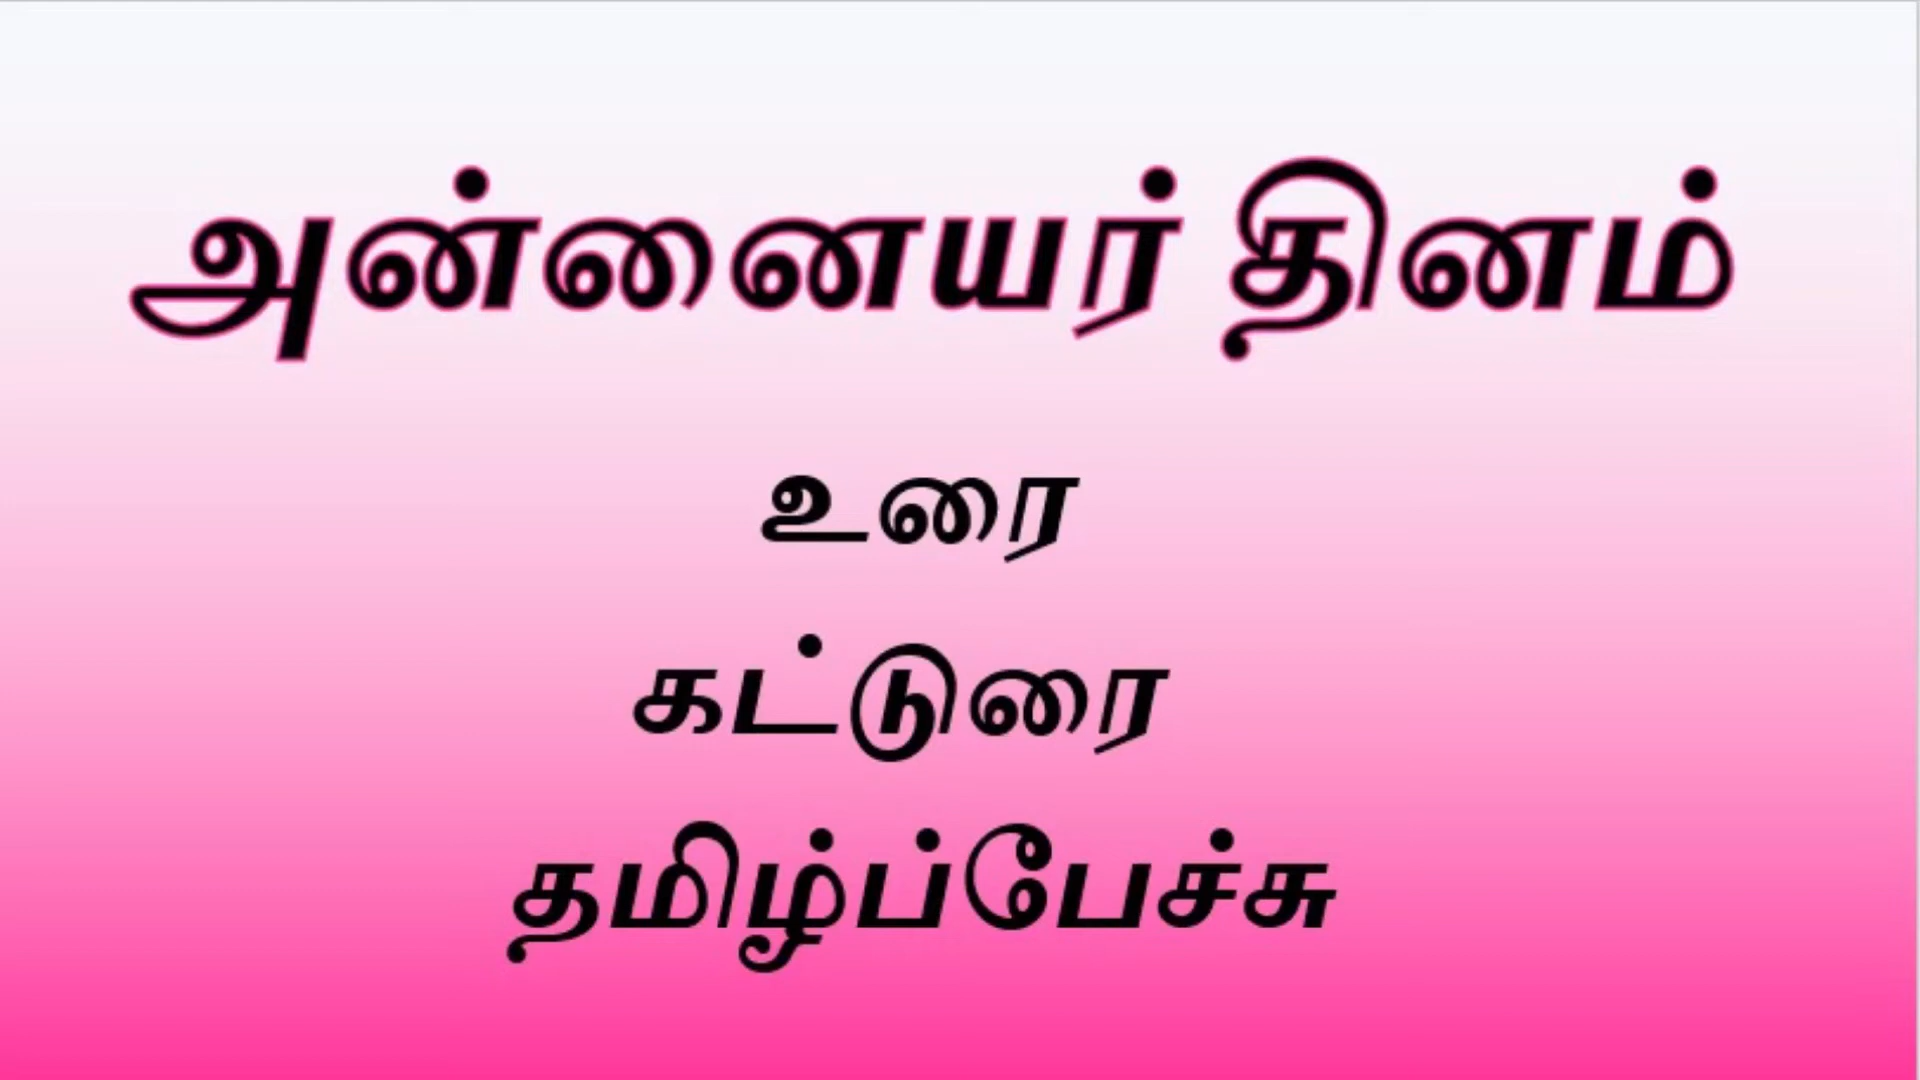 அன்னையர் தினம்
உரை
கட்டுரை
தமிழ்ப்பேச்சு